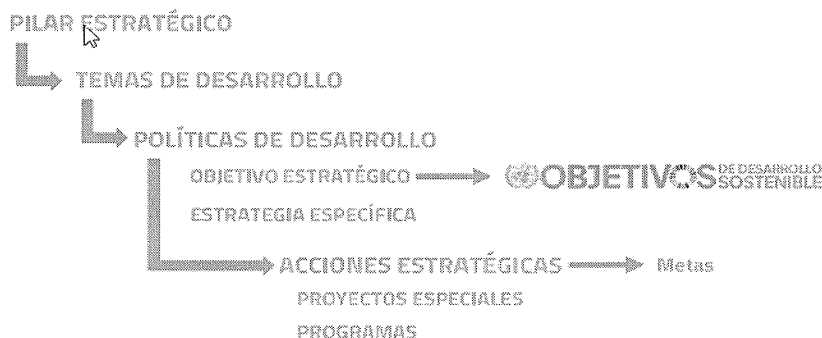 PILAR ESTRATÉGICO
TEMAS DE DESARROLLO
POLÍTICAS DE DESARROLLO
OBJETIVO ESTRATÉGICO
OBJETIVOS DE DESARROLLO
SOSTENIBLE
ESTRATEGIA ESPECÍFICA
ACCIONES ESTRATÉGICAS
Metas
PROYECTOS ESPECIALES
PROGRAMAS